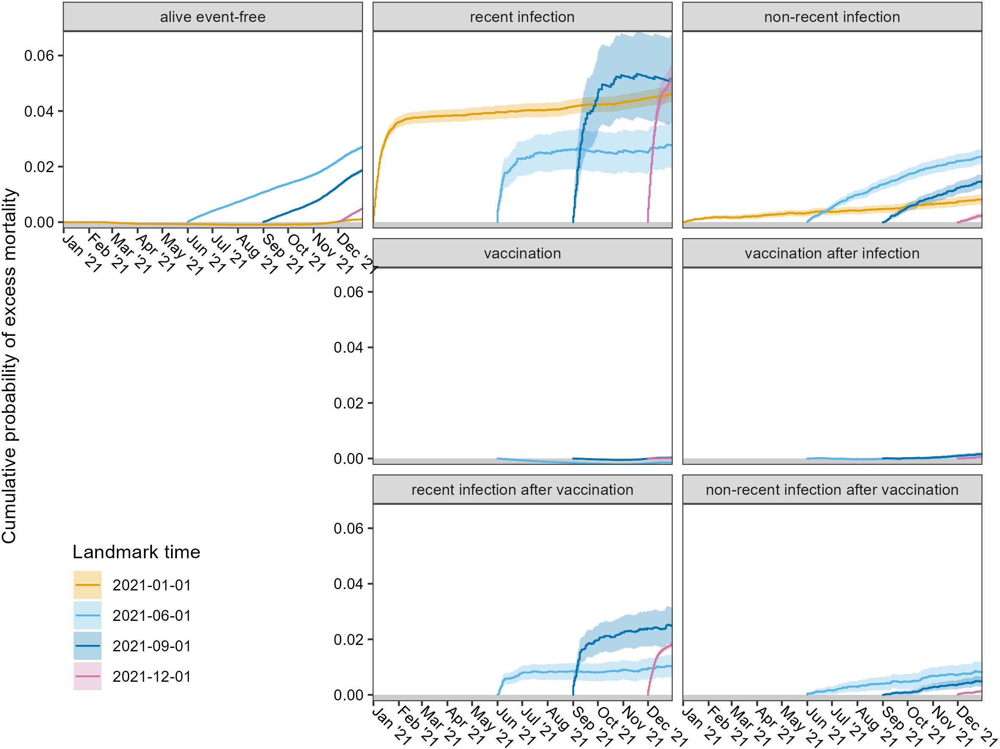 alive event-free
recent infection
non-recent infection
0.06
0.04
0.02
0.00
Jan '21
Feb '21
Mar '21
Apr '21
May '21
Jun '21
Jul '21
Aug '21
Sep '21
Oct '21
Nov '21
Dec '21
Cumulative probability of excess mortality
vaccination
vaccination after infection
0.06
0.04
0.02
0.00
recent infection after vaccination
non-recent infection after vaccination
0.06
0.04
0.02
0.00
Jan '21
Feb '21
Mar '21
Apr '21
May '21
Jun '21
Jul '21
Aug '21
Sep '21
Oct '21
Nov '21
Dec '21
Jan '21
Feb '21
Mar '21
Apr '21
May '21
Jun '21
Jul '21
Aug '21
Sep '21
Oct '21
Nov '21
Dec '21
Landmark time
2021-01-01
2021-06-01
2021-09-01
2021-12-01